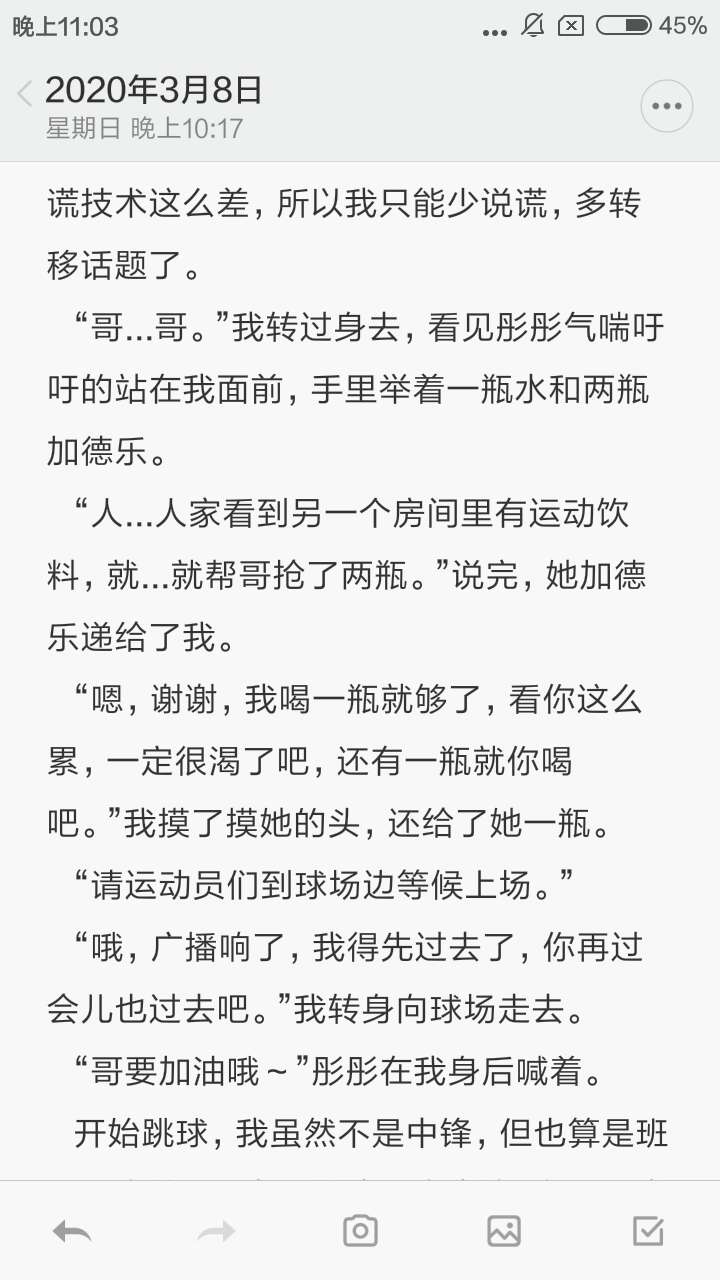 晚上11:03
45%
2020年3月8日
星期日 晚上10:17
谎技术这么差，所以我只能少说谎，多转
移话题了。
“哥...哥。”我转过身去，看见彤彤气喘吁
吁的站在我面前，手里举着一瓶水和两瓶
加德乐。
“人...人家看到另一个房间里有运动饮
料，就...就帮哥抢了两瓶。”说完，她加德
乐递给了我。
“嗯，谢谢，我喝一瓶就够了，看你这么
累，一定很渴了吧，还有一瓶就你喝
吧。”我摸了摸她的头，还给了她一瓶。
“请运动员们到球场边等候上场。”
“哦，广播响了，我得先过去了，你再过
会儿也过去吧。”我转身向球场走去。
“哥要加油哦～”彤彤在我身后喊着。
开始跳球，我虽然不是中锋，但也算是班